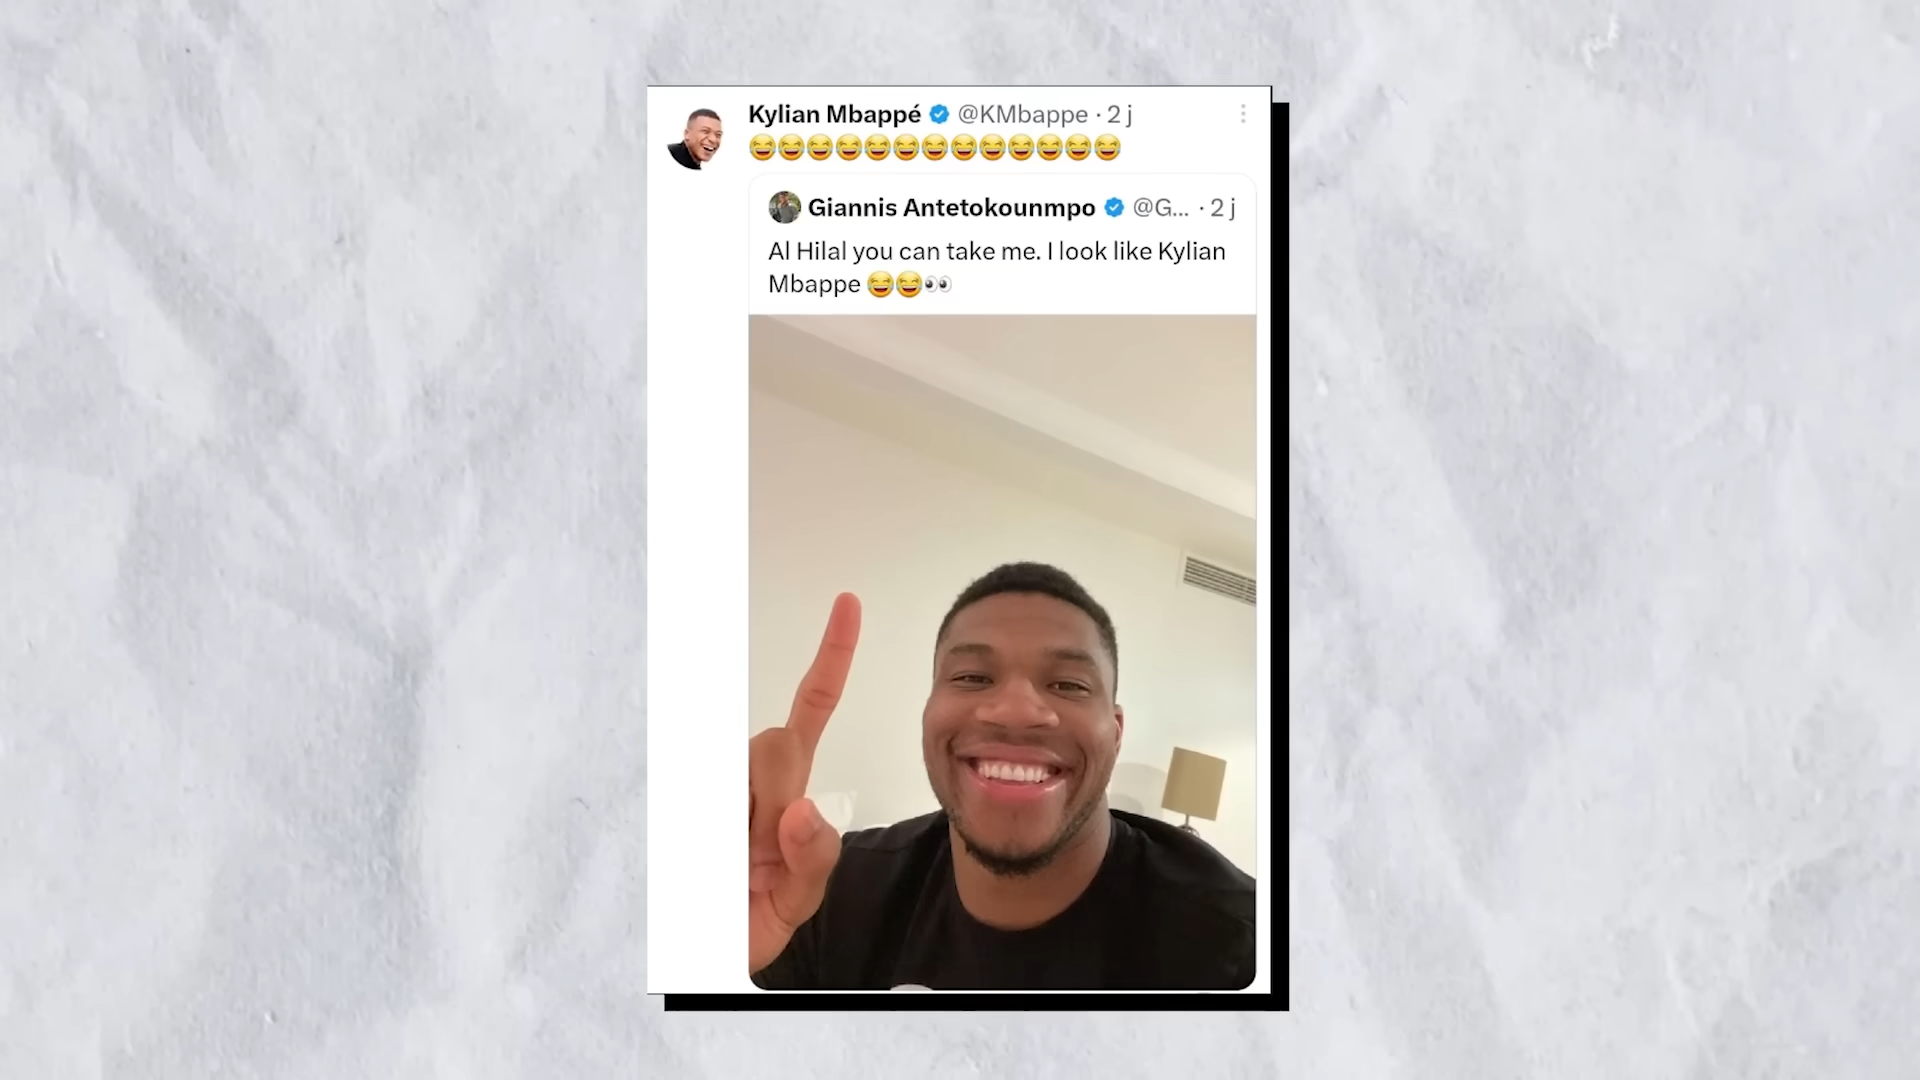 Kylian Mbappé @KMbappe · 2 j
😂😂😂😂😂😂😂😂😂😂😂😂😂
Giannis Antetokounmpo @G... · 2 j
Al Hilal you can take me. I look like Kylian
Mbappe 😂😂👀